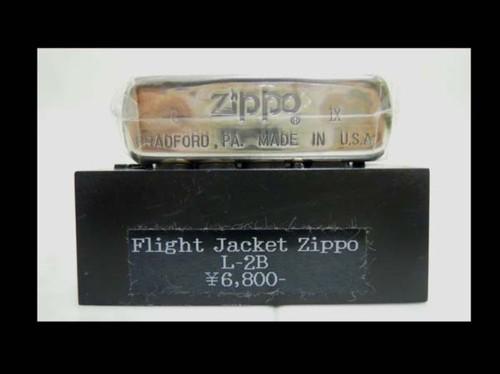 zippo ®
C IX
BRADFORD, PA. MADE IN U.S.A
Flight Jacket Zippo
L-2B
¥6,800-